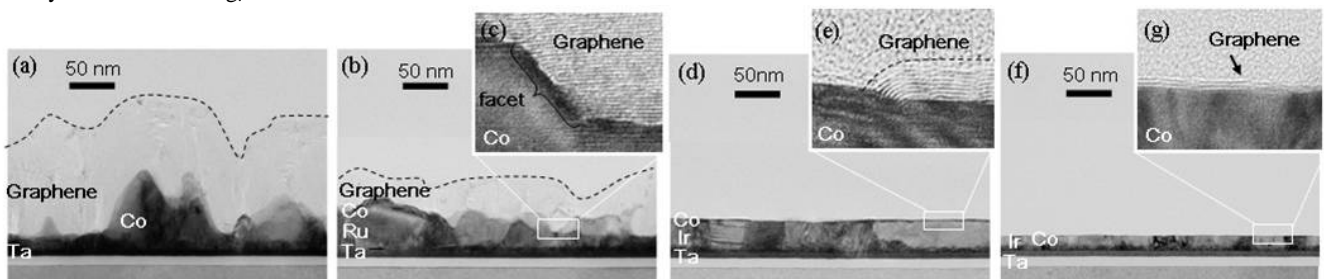 (a)
50 nm
Graphene
Co
Ta
(b)
50 nm
Graphene
Co
Ru
Ta
(c)
Graphene
facet
Co
(d)
50nm
Co
Ir
Ta
(e)
Graphene
Co
(f)
50 nm
Ir Co
Ta
(g)
Graphene
Co